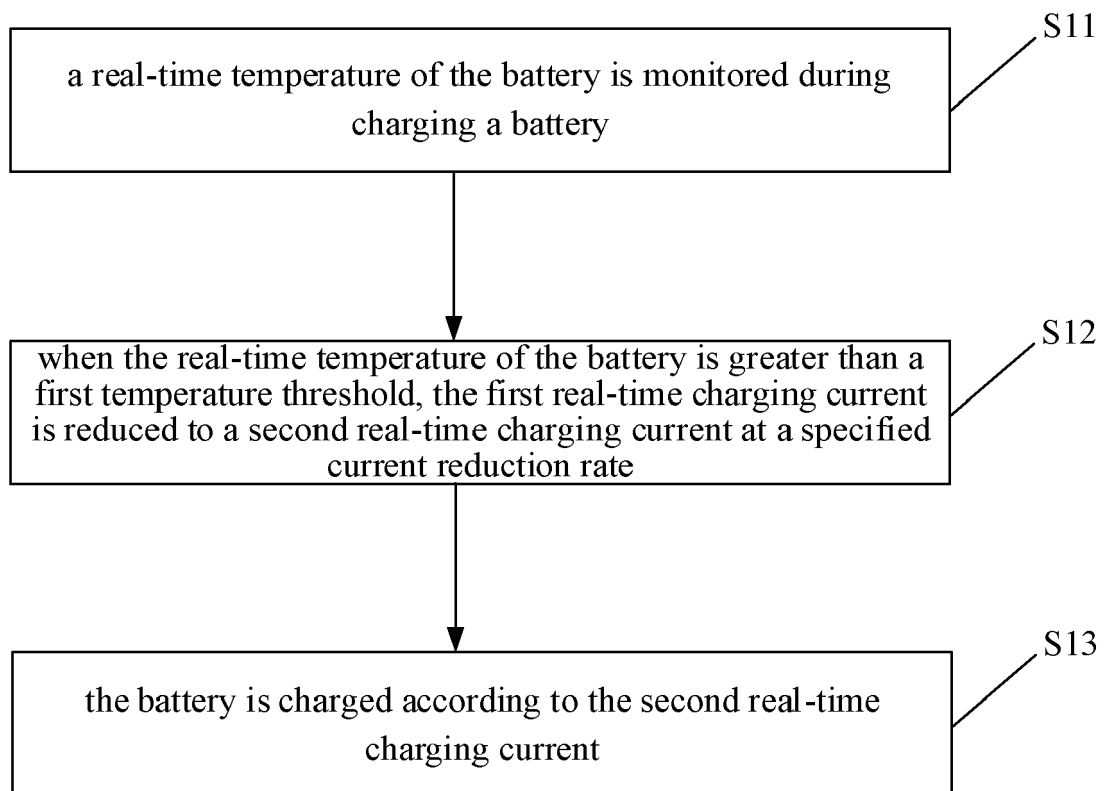 S11
a real-time temperature of the battery is monitored during
charging a battery
S12
when the real-time temperature of the battery is greater than a
first temperature threshold, the first real-time charging current
is reduced to a second real-time charging current at a specified
current reduction rate
S13
the battery is charged according to the second real-time
charging current